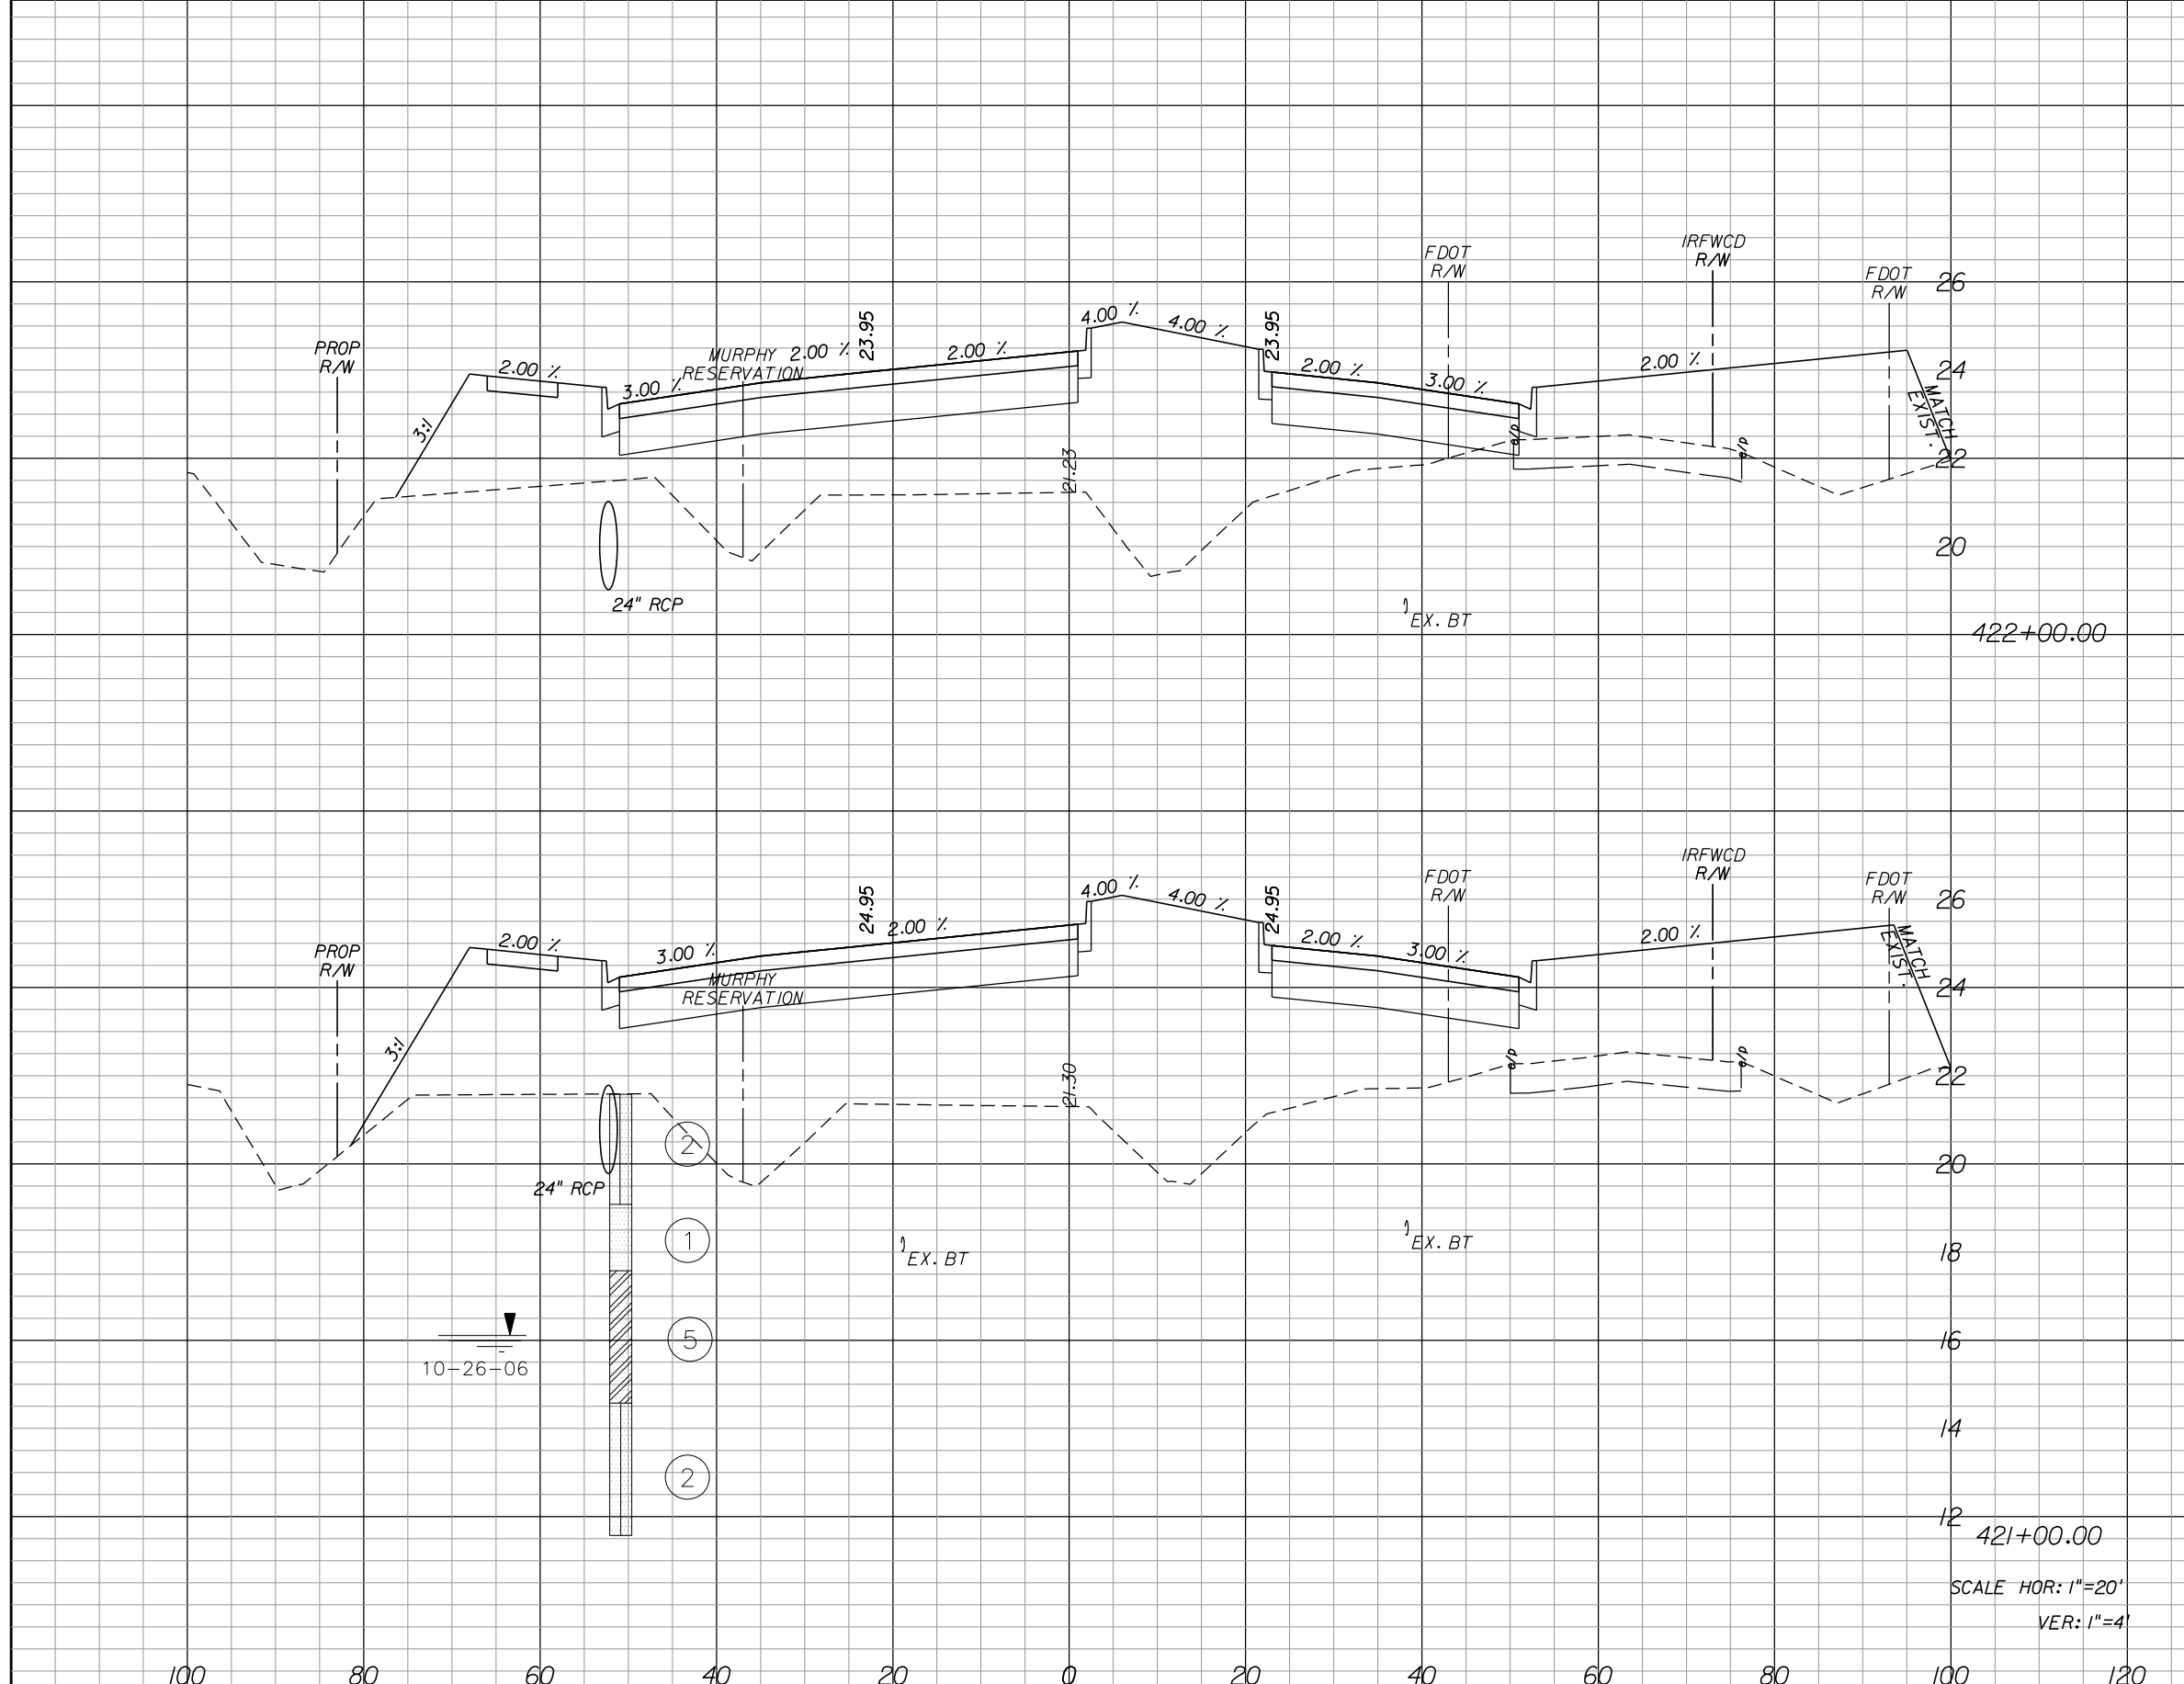 FDOT
R/W
IRFWCD
R/W
FDOT
R/W
26
PROP
R/W
2.00 %
3:1
3.00 %
MURPHY
RESERVATION
2.00 %
23.95
2.00 %
4.00 %
4.00 %
23.95
2.00 %
3.00 %
2.00 %
24
MATCH
EXIST.
e/p
e/p
22
21.23
20
24" RCP
EX. BT
422+00.00
FDOT
R/W
IRFWCD
R/W
FDOT
R/W
26
PROP
R/W
2.00 %
3:1
3.00 %
MURPHY
RESERVATION
24.95
2.00 %
4.00 %
4.00 %
24.95
2.00 %
3.00 %
2.00 %
MATCH
EXIST.
24
e/p
e/p
22
21.30
2
20
24" RCP
1
EX. BT
EX. BT
18
5
16
10-26-06
14
2
12
421+00.00
SCALE HOR: 1"=20'
VER: 1"=4'
100 80 60 40 20 0 20 40 60 80 100 120